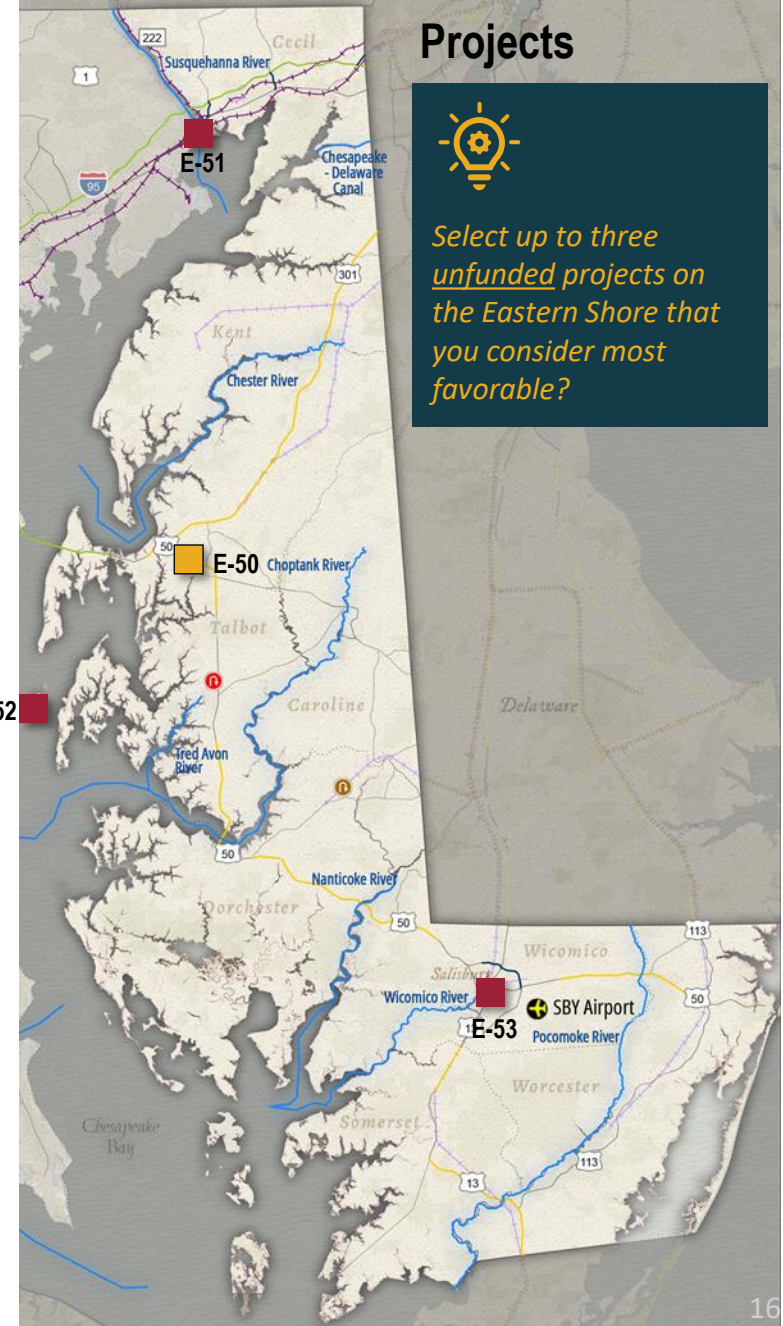 Projects
Select up to three
unfunded projects on
the Eastern Shore that
you consider most
favorable?
222
Cecil
Susquehanna River
1
E-51
95
Chesapeake
- Delaware
Canal
301
Kent
Chester River
50
E-50
Choptank River
Talbot
Caroline
Delaware
52
Tred Avon
River
50
Nanticoke River
Dorchester
50
113
Wicomico
Salisbury
Wicomico River
SBY Airport
50
E-53
Pocomoke River
Worcester
Chesapeake
Bay
Somerset
113
13
16